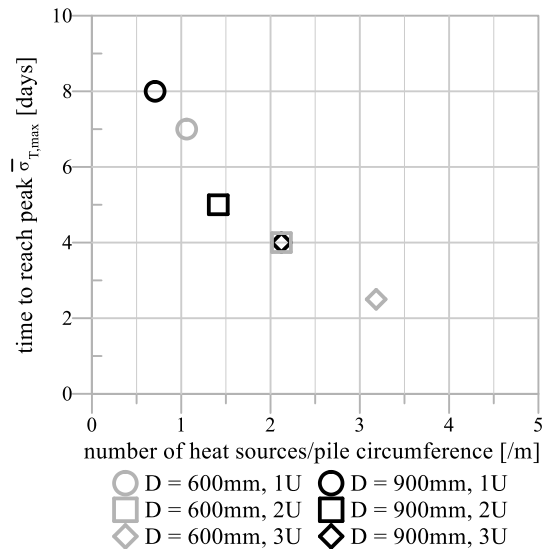 10
8
6
4
2
0
time to reach peak σ̅T,max [days]
0 1 2 3 4 5
number of heat sources/pile circumference [/m]
D = 600mm, 1U D = 900mm, 1U
D = 600mm, 2U D = 900mm, 2U
D = 600mm, 3U D = 900mm, 3U